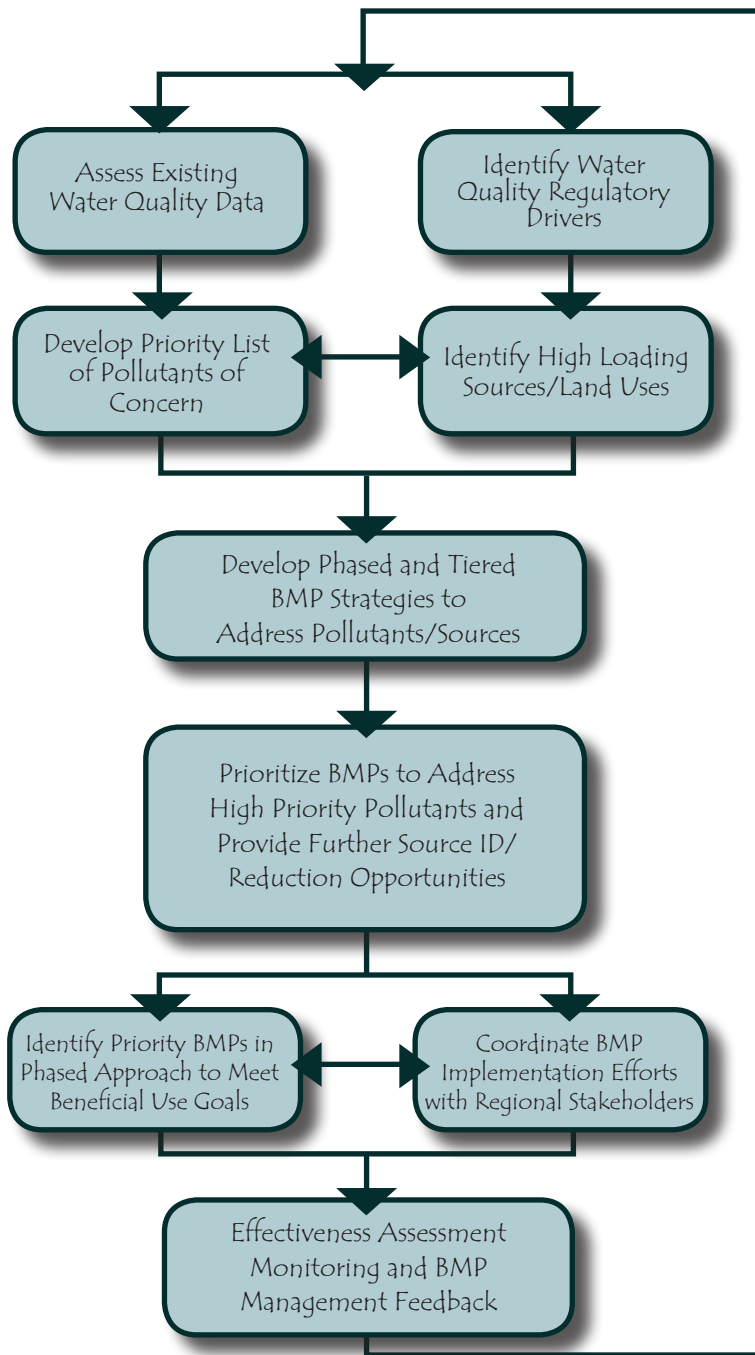 Assess Existing
Water Quality Data
Identify Water
Quality Regulatory
Drivers
Develop Priority List
of Pollutants of
Concern
Identify High Loading
Sources/Land Uses
Develop Phased and Tiered
BMP Strategies to
Address Pollutants/Sources
Prioritize BMPs to Address
High Priority Pollutants and
Provide Further Source ID/
Reduction Opportunities
Identify Priority BMPs in
Phased Approach to Meet
Beneficial Use Goals
Coordinate BMP
Implementation Efforts
with Regional Stakeholders
Effectiveness Assessment
Monitoring and BMP
Management Feedback